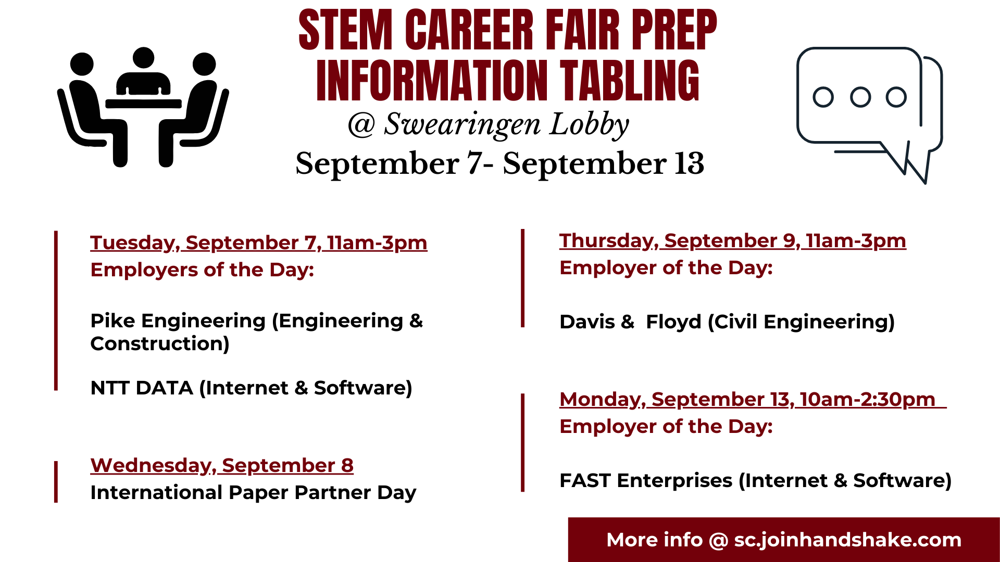 STEM CAREER FAIR PREP
INFORMATION TABLING
@ Swearingen Lobby
September 7- September 13
Tuesday, September 7, 11am-3pm
Employers of the Day:
Pike Engineering (Engineering &
Construction)
NTT DATA (Internet & Software)
Wednesday, September 8
International Paper Partner Day
Thursday, September 9, 11am-3pm
Employer of the Day:
Davis &  Floyd (Civil Engineering)
Monday, September 13, 10am-2:30pm
Employer of the Day:
FAST Enterprises (Internet & Software)
More info @ sc.joinhandshake.com